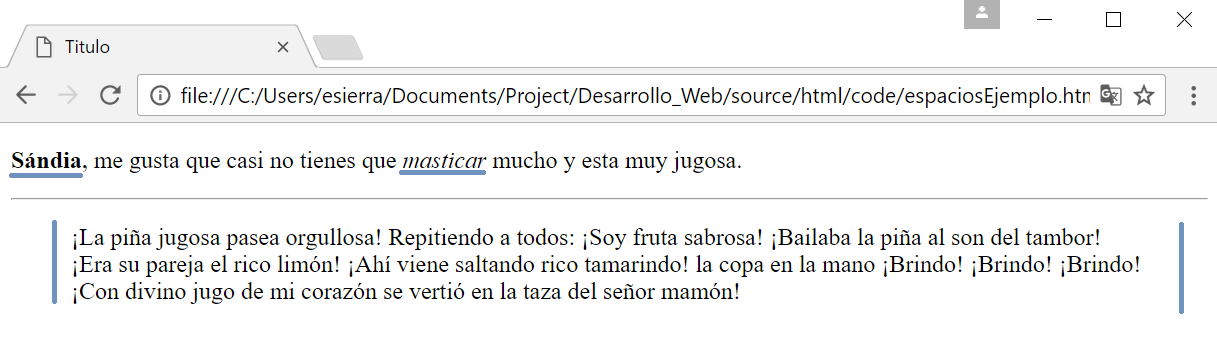 Titulo
file:///C:/Users/esierra/Documents/Project/Desarrollo_Web/source/html/code/espaciosEjemplo.htm
Sándia, me gusta que casi no tienes que masticar mucho y esta muy jugosa.
¡La piña jugosa pasea orgullosa! Repitiendo a todos: ¡Soy fruta sabrosa! ¡Bailaba la piña al son del tambor!
¡Era su pareja el rico limón! ¡Ahí viene saltando rico tamarindo! la copa en la mano ¡Brindo! ¡Brindo! ¡Brindo!
¡Con divino jugo de mi corazón se vertió en la taza del señor mamón!